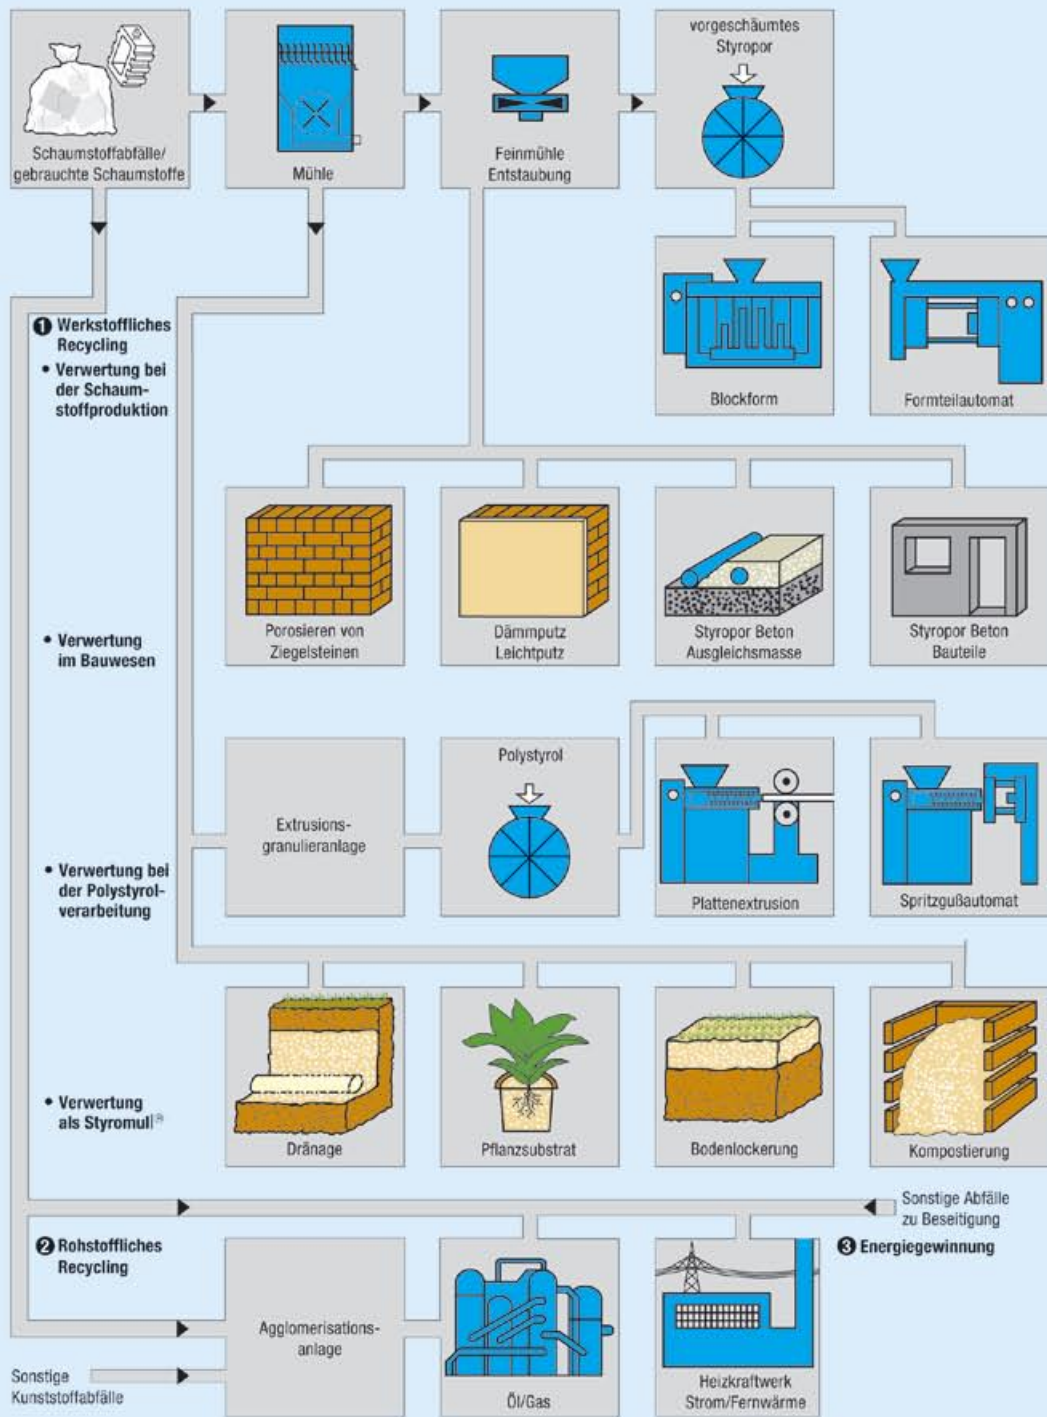 vorgeschäumtes
Styropor
Schaumstoffabfälle/
gebrauchte Schaumstoffe
Mühle
Feinmühle
Entstaubung
Blockform
Formteilautomat
❶ Werkstoffliches
Recycling
• Verwertung bei
der Schaum-
stoffproduktion
Porosieren von
Ziegelsteinen
Dämmputz
Leichtputz
Styropor Beton
Ausgleichsmasse
Styropor Beton
Bauteile
• Verwertung
im Bauwesen
Extrusions-
granulieranlage
Polystyrol
Plattenextrusion
Spritzgußautomat
• Verwertung bei
der Polystyrol-
verarbeitung
Dränage
Pflanzsubstrat
Bodenlockerung
Kompostierung
• Verwertung
als Styromull®
Sonstige Abfälle
zu Beseitigung
❷ Rohstoffliches
Recycling
❸ Energiegewinnung
Agglomerisations-
anlage
Öl/Gas
Heizkraftwerk
Strom/Fernwärme
Sonstige
Kunststoffabfälle